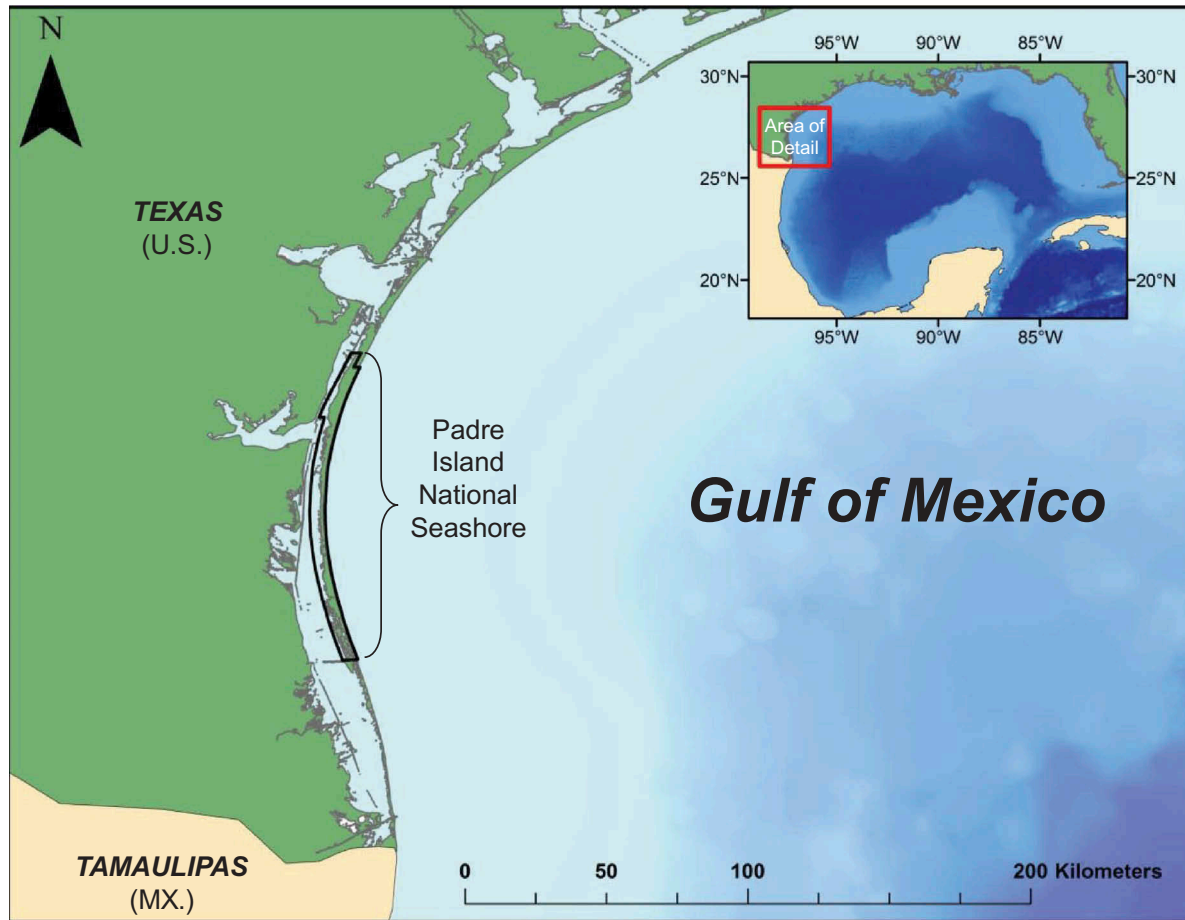 N
TEXAS
(U.S.)
Padre
Island
National
Seashore
Gulf of Mexico
TAMAULIPAS
(MX.)
0 50 100 200 Kilometers
95°W 90°W 85°W
30°N 30°N
Area of
Detail
25°N 25°N
20°N 20°N
95°W 90°W 85°W